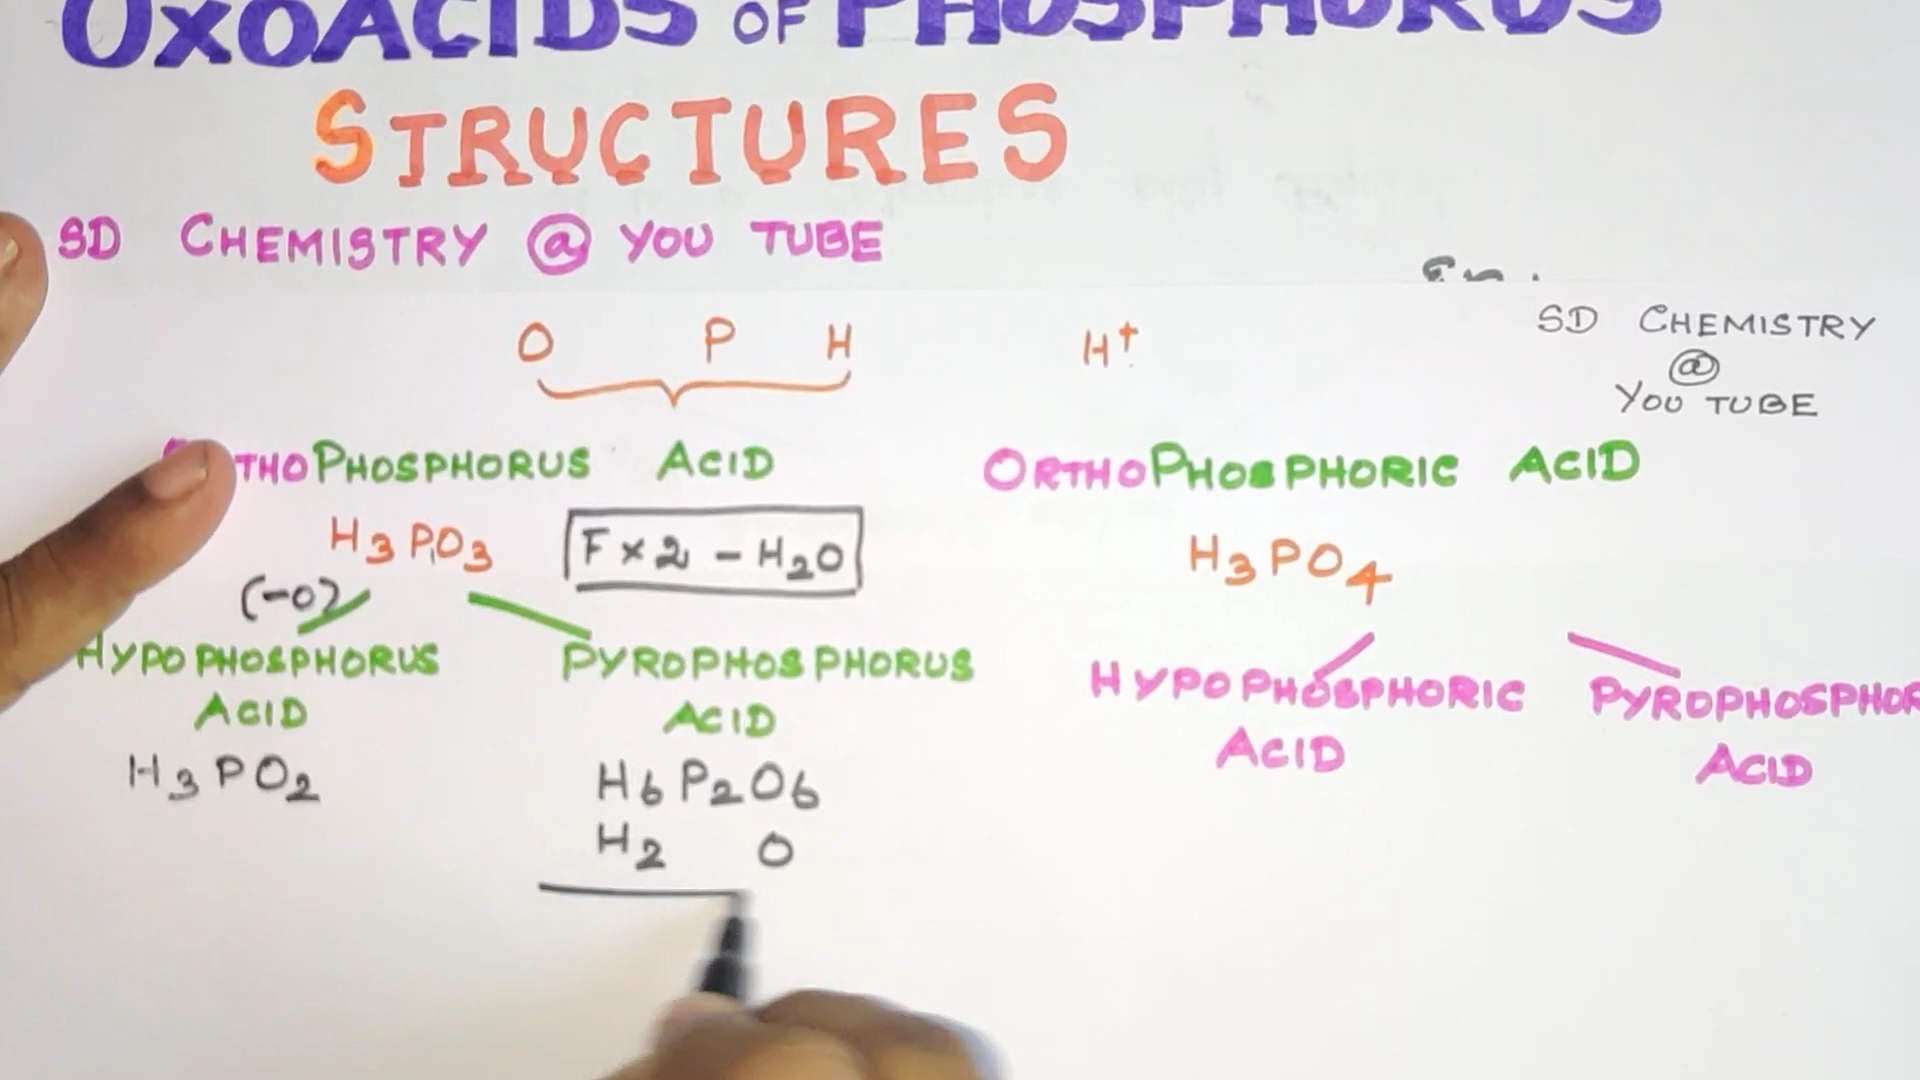 OXOACIDS OF PHOSPHORUS
STRUCTURES
SD CHEMISTRY @ YOU TUBE
SD CHEMISTRY
@
YOU TUBE
O P H H+
ORTHOPHOSPHORUS ACID
ORTHOPHOSPHORIC ACID
H3PO3
F×2 - H2O
H3PO4
(-O)
HYPOPHOSPHORUS
ACID
H3PO2
PYROPHOSPHORUS
ACID
H6P2O6
H2 O
HYPOPHOSPHORIC
ACID
PYROPHOSPHOR
ACID